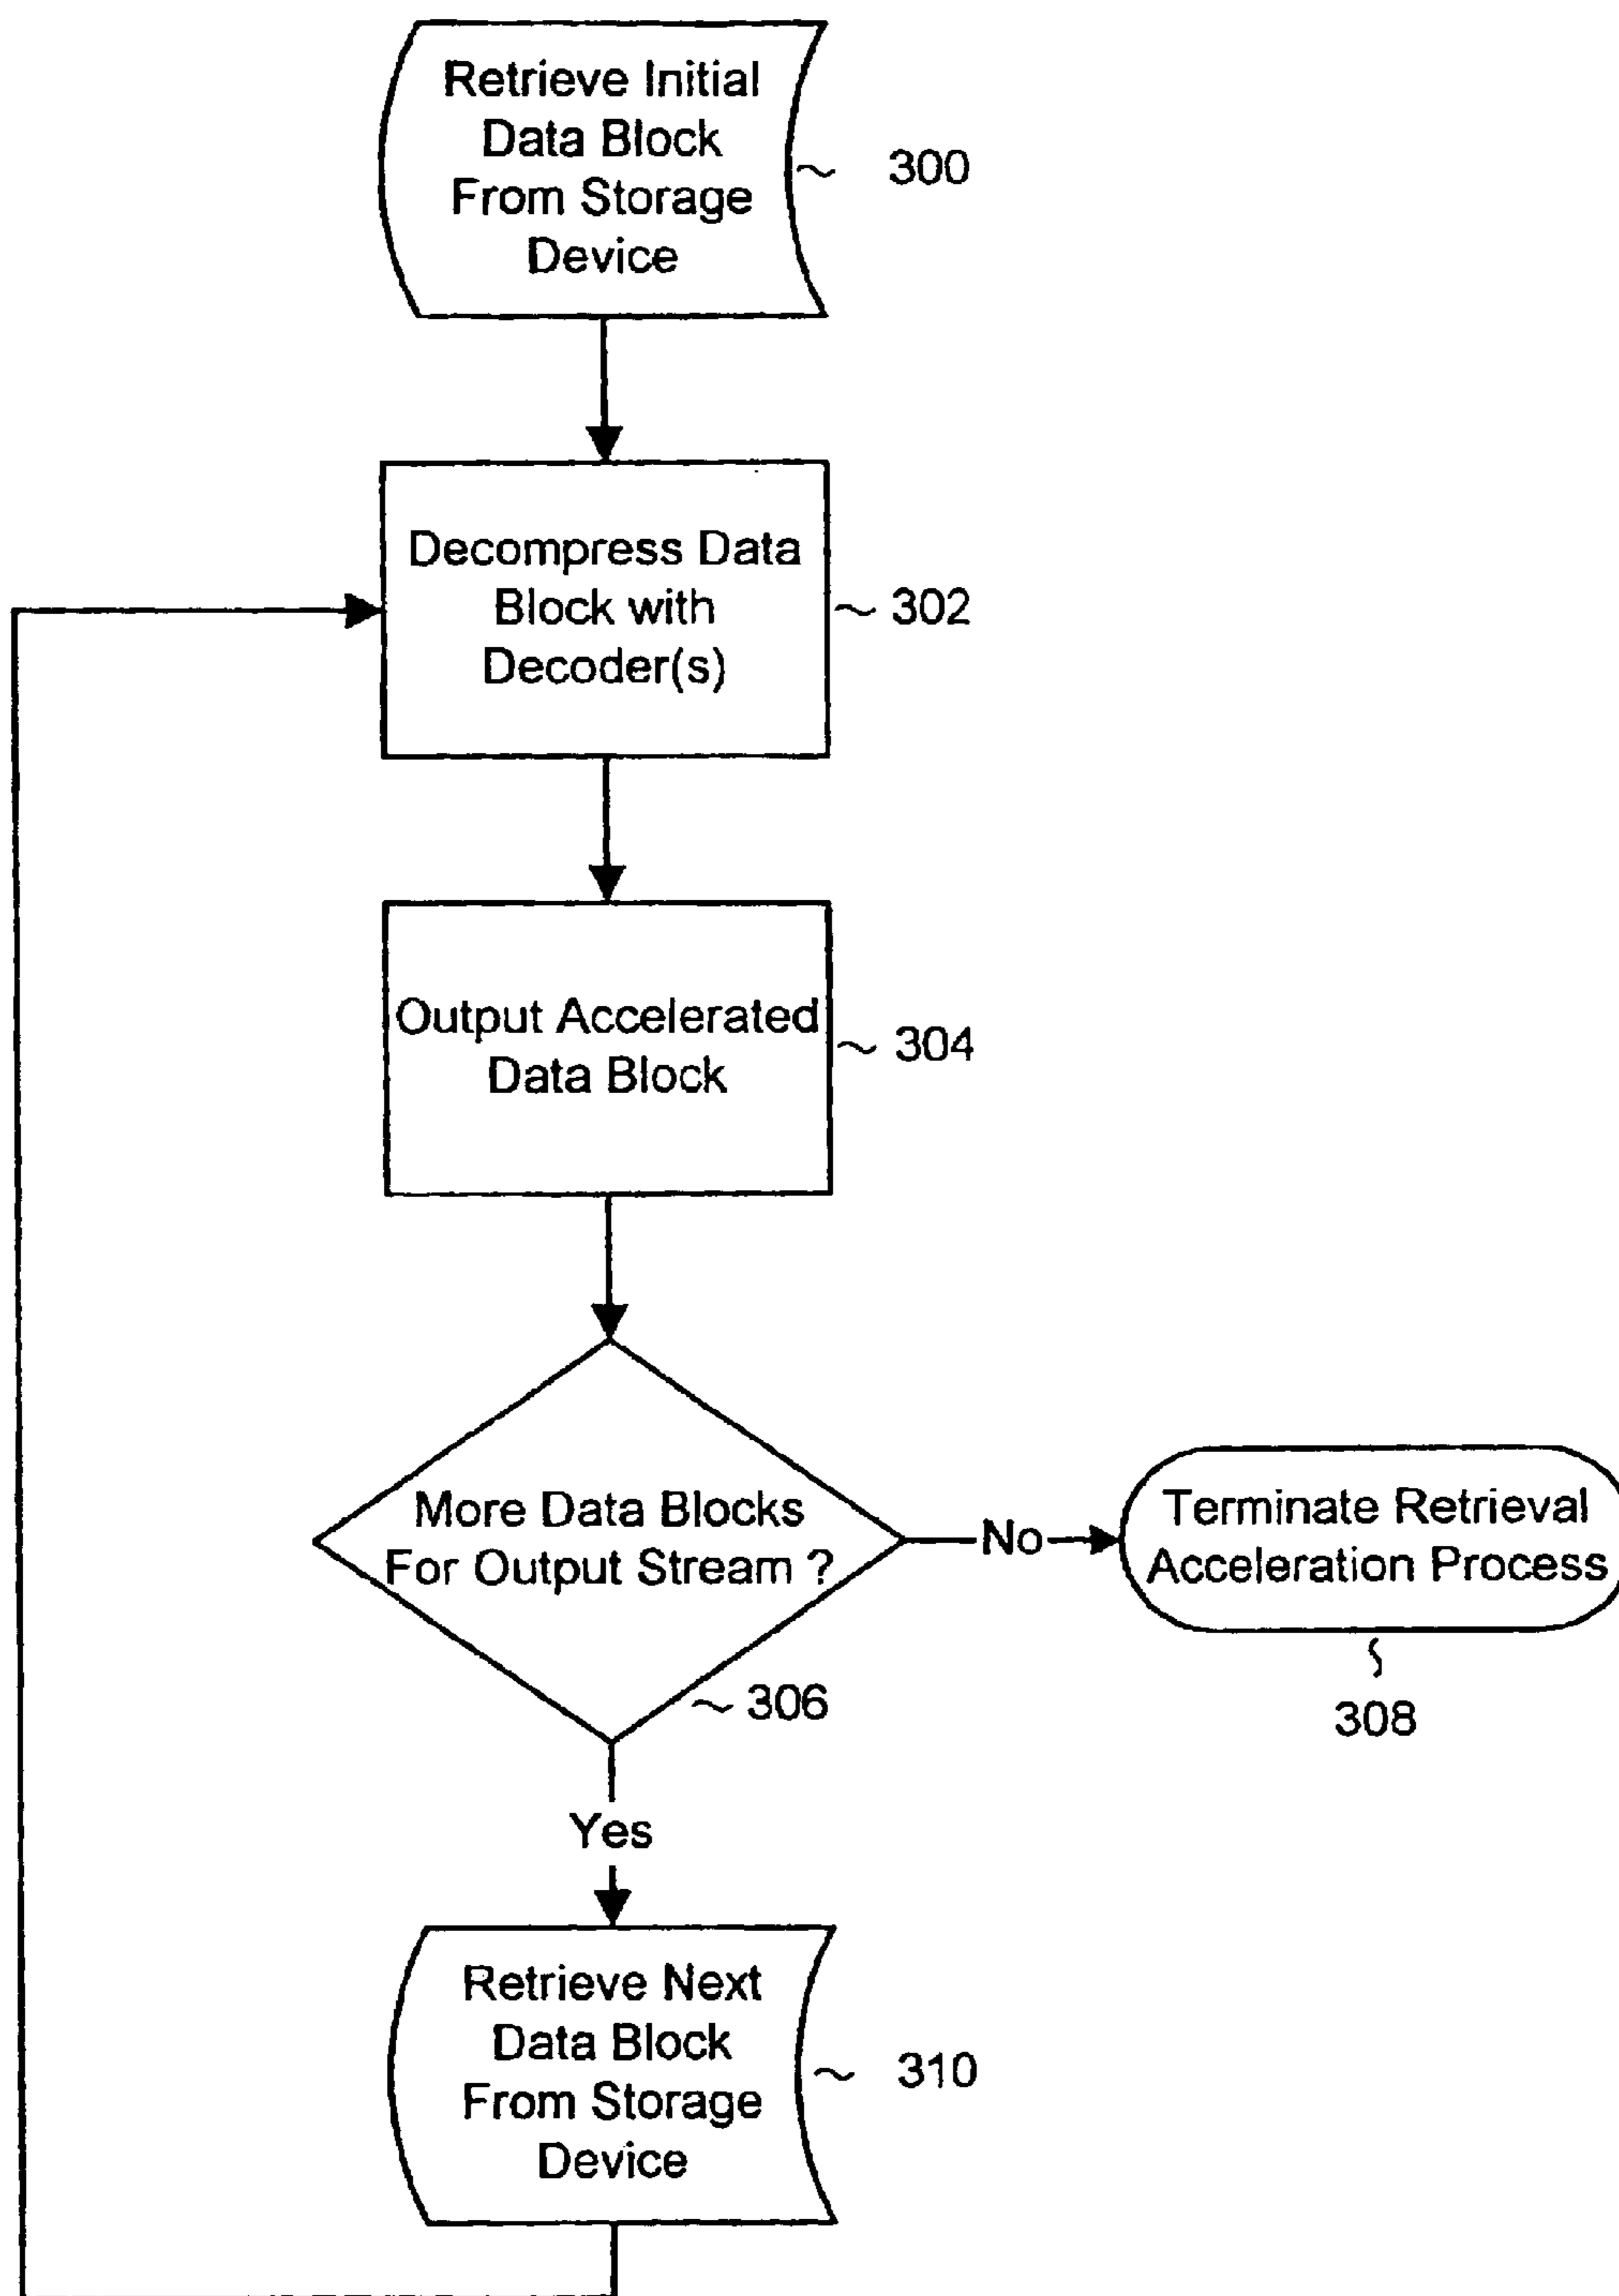 Retrieve Initial
Data Block
From Storage
Device
300
Decompress Data
Block with
Decoder(s)
302
Output Accelerated
Data Block
304
More Data Blocks
For Output Stream ?
306
No
Terminate Retrieval
Acceleration Process
308
Yes
Retrieve Next
Data Block
From Storage
Device
310